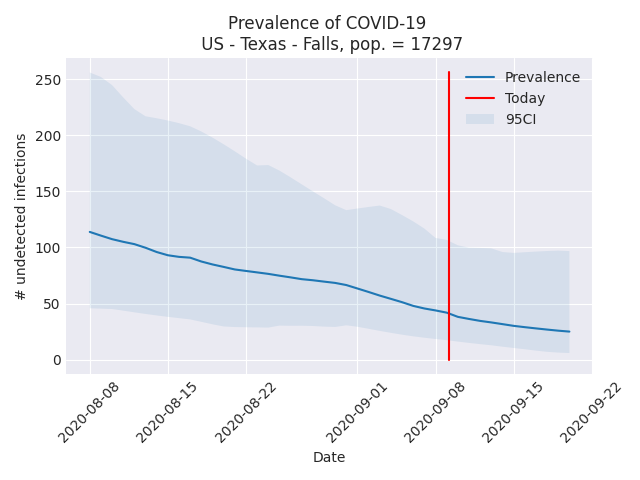 Prevalence of COVID-19
US - Texas - Falls, pop. = 17297
Prevalence
Today
95CI
# undetected infections
250
200
150
100
50
0
2020-08-08
2020-08-15
2020-08-22
2020-09-01
2020-09-08
2020-09-15
2020-09-22
Date